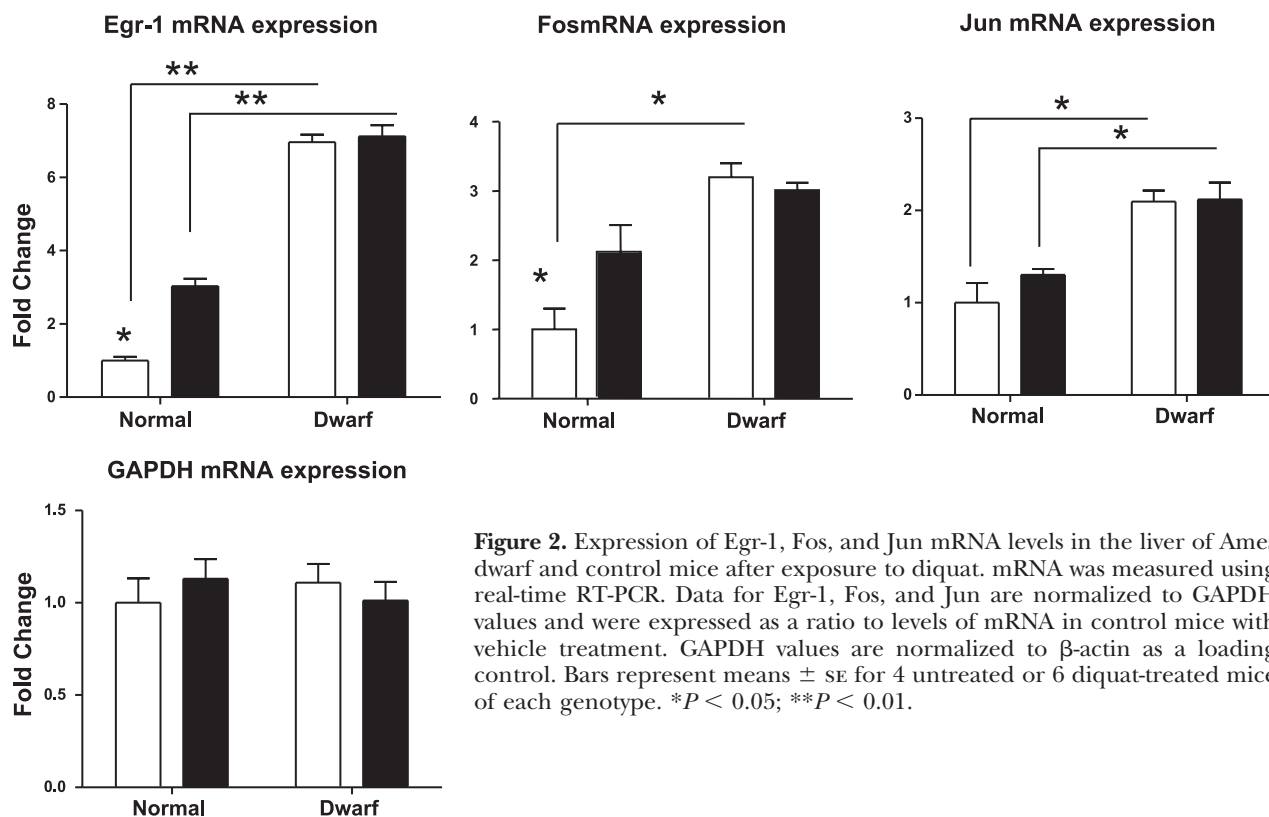 Egr-1 mRNA expression
**
**
8
6
4
2
0
*
Fold Change
Normal
Dwarf
FosmRNA expression
*
4
3
2
1
0
*
Normal
Dwarf
Jun mRNA expression
*
*
3
2
1
0
Normal
Dwarf
GAPDH mRNA expression
1.5
1.0
0.5
0.0
Fold Change
Normal
Dwarf
Figure 2. Expression of Egr-1, Fos, and Jun mRNA levels in the liver of Ames
dwarf and control mice after exposure to diquat. mRNA was measured using
real-time RT-PCR. Data for Egr-1, Fos, and Jun are normalized to GAPDH
values and were expressed as a ratio to levels of mRNA in control mice with
vehicle treatment. GAPDH values are normalized to β-actin as a loading
control. Bars represent means ± SE for 4 untreated or 6 diquat-treated mice
of each genotype. *P < 0.05; **P < 0.01.